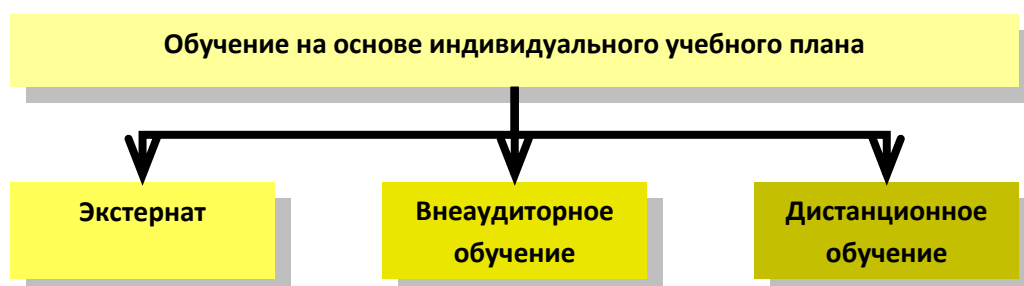 Обучение на основе индивидуального учебного плана
Экстернат
Внеаудиторное
обучение
Дистанционное
обучение